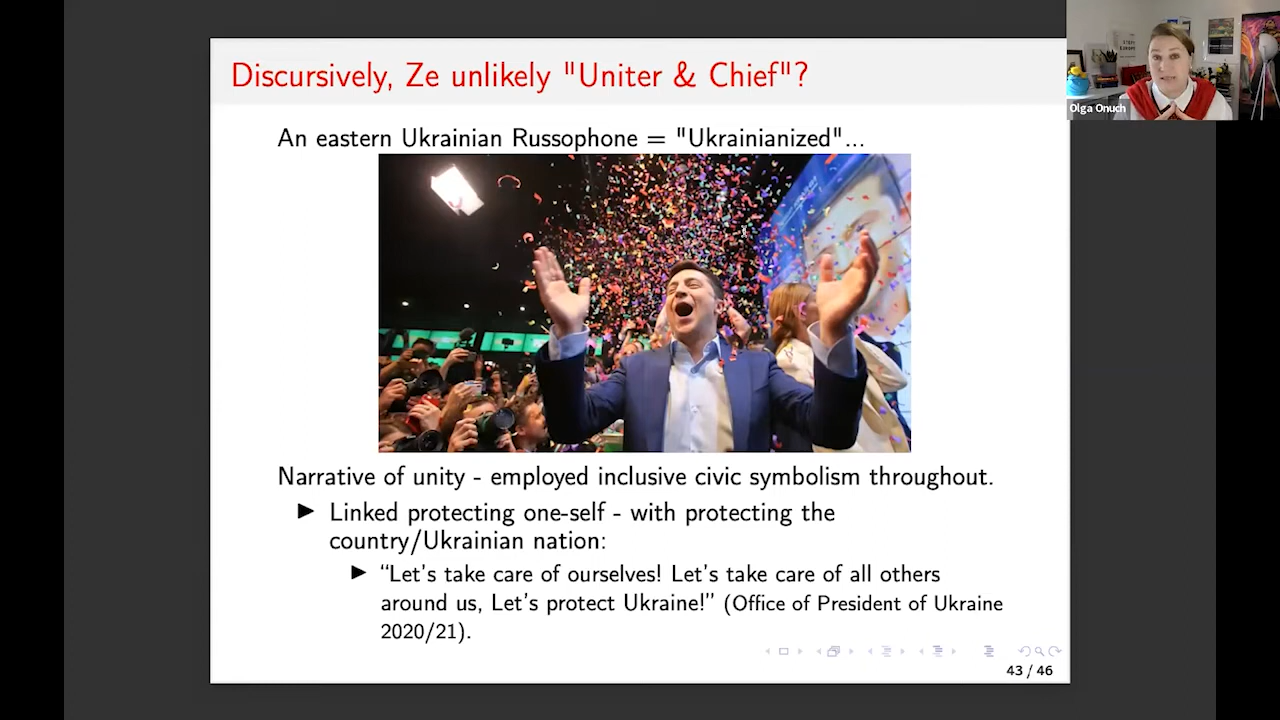 Discursively, Ze unlikely "Uniter & Chief"?
Olga Onuch
An eastern Ukrainian Russophone = "Ukrainianized"...
Narrative of unity - employed inclusive civic symbolism throughout.
Linked protecting one-self - with protecting the
country/Ukrainian nation:
“Let's take care of ourselves! Let's take care of all others
around us, Let's protect Ukraine!” (Office of President of Ukraine
2020/21).
43 / 46